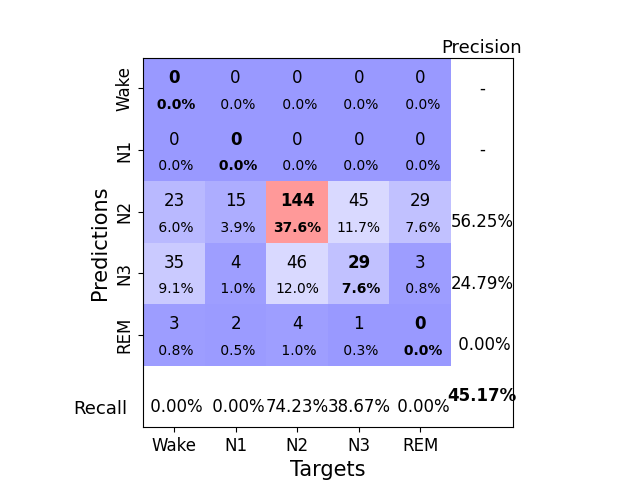 Precision
Wake 0 0 0 0 0 -
0.0% 0.0% 0.0% 0.0% 0.0%
N1 0 0 0 0 0 -
0.0% 0.0% 0.0% 0.0% 0.0%
Predictions
N2 23 15 144 45 29
6.0% 3.9% 37.6% 11.7% 7.6% 56.25%
N3 35 4 46 29 3
9.1% 1.0% 12.0% 7.6% 0.8% 24.79%
REM 3 2 4 1 0
0.8% 0.5% 1.0% 0.3% 0.0% 0.00%
45.17%
Recall 0.00% 0.00% 74.23% 38.67% 0.00%
Wake N1 N2 N3 REM
Targets